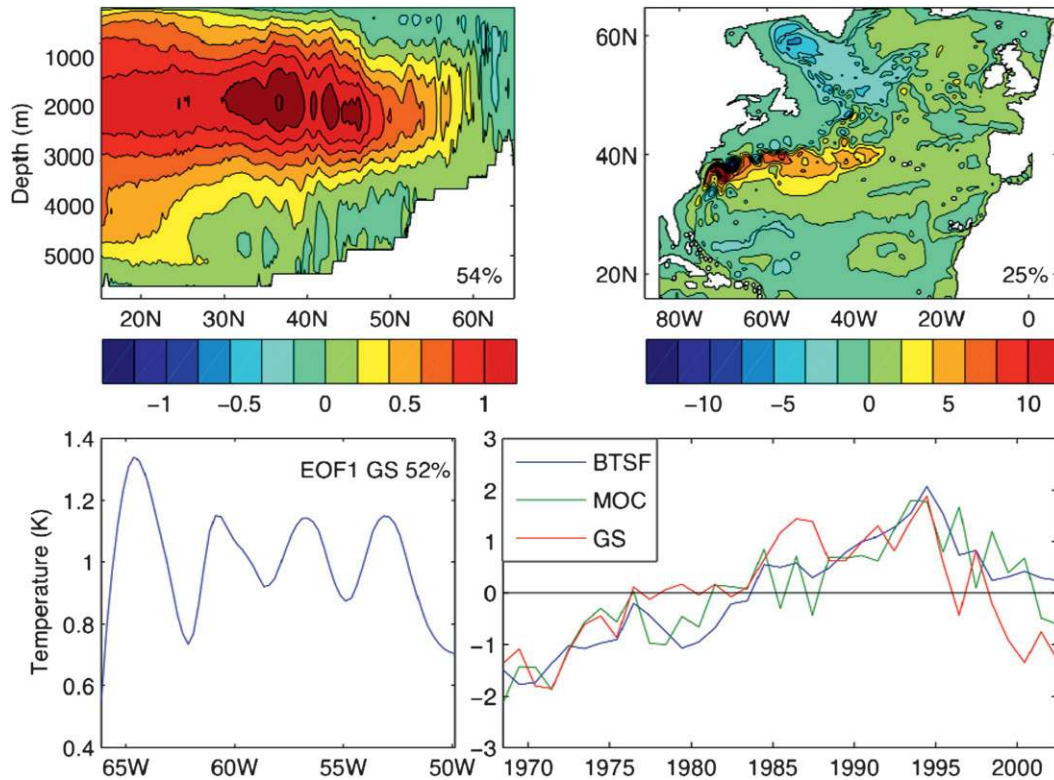 Depth (m)
1000
2000
3000
4000
5000
54%
20N 30N 40N 50N 60N
−1 −0.5 0 0.5 1
60N
40N
20N
25%
80W 60W 40W 20W 0
−10 −5 0 5 10
Temperature (K)
1.4
1.2
1
0.8
0.6
0.4
EOF1 GS 52%
65W 60W 55W 50W
3
2
1
0
−1
−2
−3
BTSF
MOC
GS
1970 1975 1980 1985 1990 1995 2000